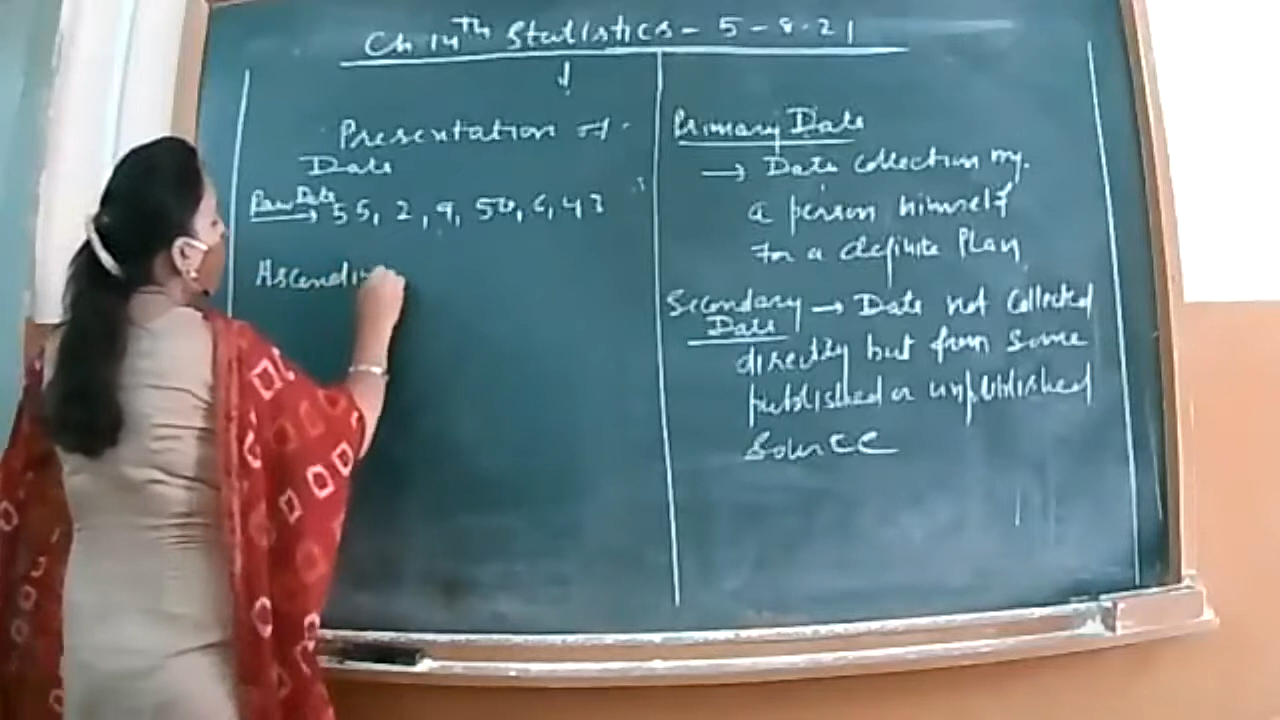 Ch 14th Statistics - 5-8-21
Presentation of
Data
Raw Data → 55, 2, 9, 50, 6, 43
Ascendin
Primary Data
→ Data collection my.
a person himself
For a definite Plan
Secondary → Data not Collected
Data
directly but from some
published or unpublished
Source